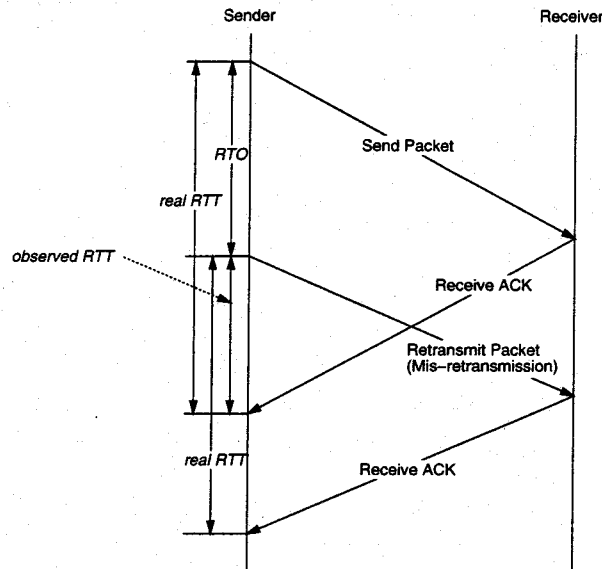 Sender
Receiver
Send Packet
RTO
real RTT
observed RTT
Receive ACK
Retransmit Packet
(Mis–retransmission)
real RTT
Receive ACK